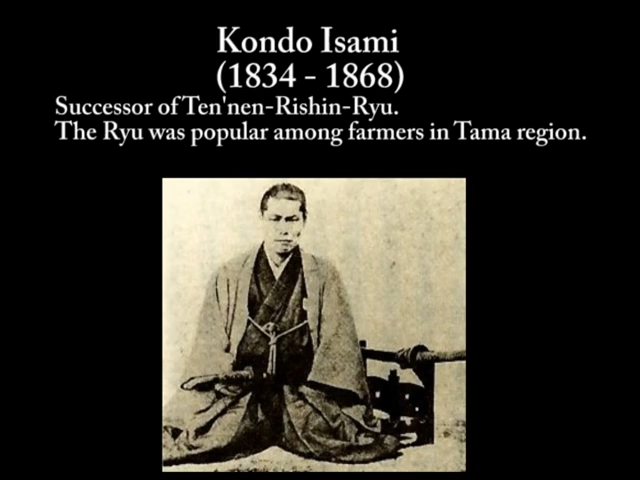 Kondo Isami
(1834 - 1868)
Successor of Ten'nen-Rishin-Ryu.
The Ryu was popular among farmers in Tama region.